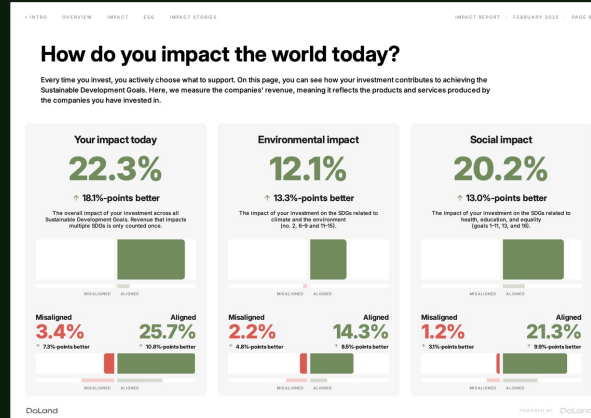 ‹ INTRO OVERVIEW IMPACT ESG IMPACT STORIES
IMPACT REPORT FEBRUARY 2025 PAGE
How do you impact the world today?
Every time you invest, you actively choose what to support. On this page, you can see how your investment contributes to achieving the
Sustainable Development Goals. Here, we measure the companies' revenue, meaning it reflects the products and services produced by
the companies you have invested in.
Your impact today
22.3%
↑ 18.1%-points better
The overall impact of your investment across all
Sustainable Development Goals. Revenue that impacts
multiple SDGs is only counted once.
MISALIGNED ALIGNED
Misaligned Aligned
3.4% 25.7%
↑ 7.3%-points better ↑ 10.8%-points better
MISALIGNED ALIGNED
Environmental impact
12.1%
↑ 13.3%-points better
The impact of your investment on the SDGs related to
climate and the environment
(no. 2, 6-9 and 11-15).
MISALIGNED ALIGNED
Misaligned Aligned
2.2% 14.3%
↑ 4.8%-points better ↑ 8.5%-points better
MISALIGNED ALIGNED
Social impact
20.2%
↑ 13.0%-points better
The impact of your investment on the SDGs related to
health, education, and equality
(goals 1-11, 13, and 16).
MISALIGNED ALIGNED
Misaligned Aligned
1.2% 21.3%
↑ 3.1%-points better ↑ 9.9%-points better
MISALIGNED ALIGNED
DoLand
POWERED BY DoLand